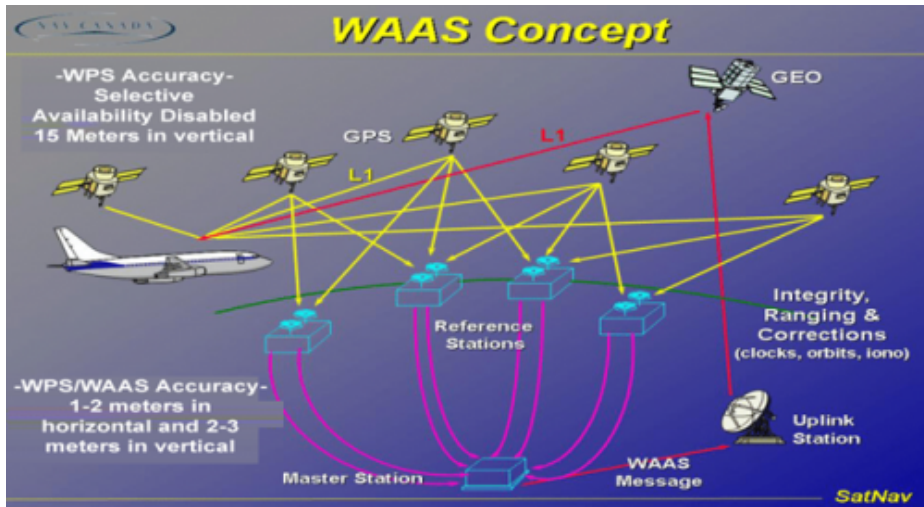 NAV CANADA
WAAS Concept
-WPS Accuracy-
Selective
Availability Disabled
15 Meters in vertical
GEO
GPS
L1
L1
Reference
Stations
Integrity,
Ranging &
Corrections
(clocks, orbits, iono)
-WPS/WAAS Accuracy-
1-2 meters in
horizontal and 2-3
meters in vertical
Uplink
Station
Master Station
WAAS
Message
SatNav